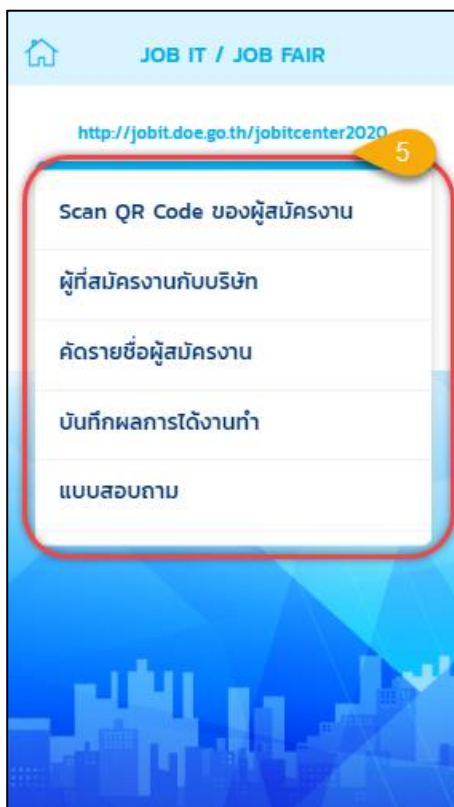 JOB IT / JOB FAIR
http://jobit.doe.go.th/jobitcenter2020
5
Scan QR Code ของผู้สมัครงาน
ผู้ที่สมัครงานกับบริษัท
คัดรายชื่อผู้สมัครงาน
บันทึกผลการได้งานทำ
แบบสอบถาม